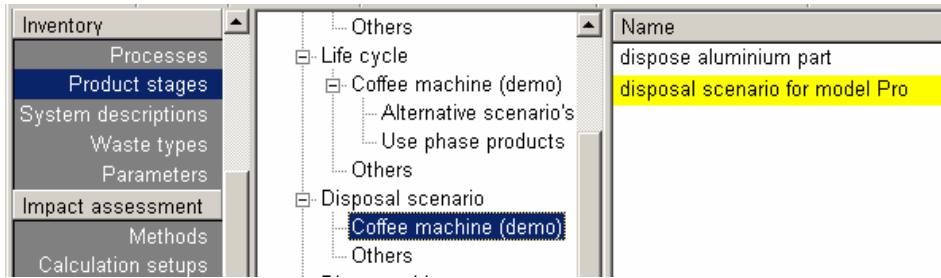 Inventory
Processes
Product stages
System descriptions
Waste types
Parameters
Impact assessment
Methods
Calculation setups
Others
Life cycle
Coffee machine (demo)
Alternative scenario's
Use phase products
Others
Disposal scenario
Coffee machine (demo)
Others
Name
dispose aluminium part
disposal scenario for model Pro